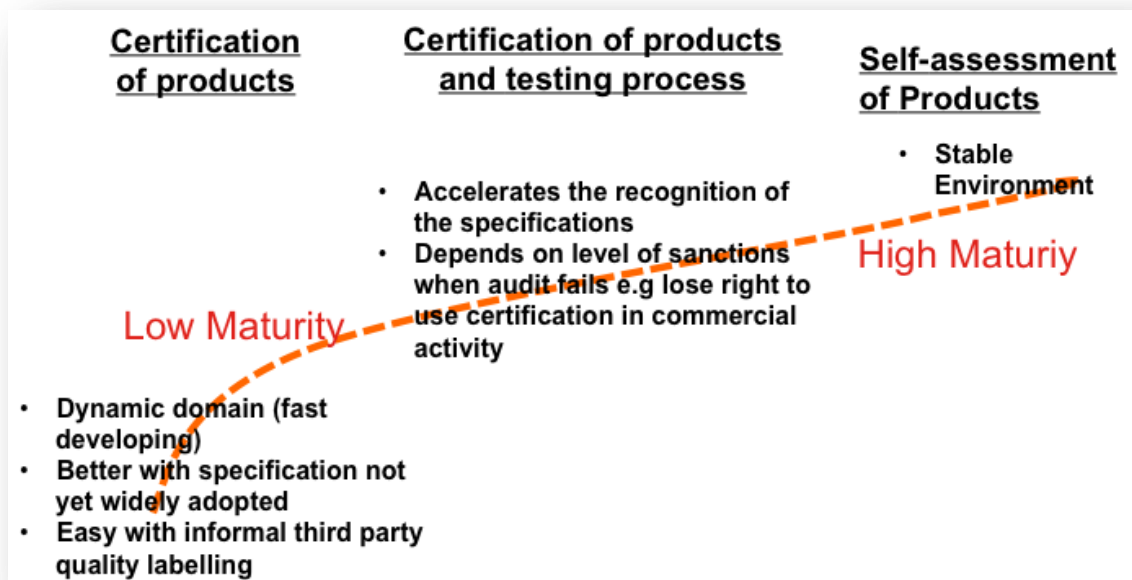 Certification
of products
Certification of products
and testing process
Self-assessment
of Products
• Stable
Environment
• Accelerates the recognition of
the specifications
• Depends on level of sanctions
when audit fails e.g lose right to
use certification in commercial
activity
High Maturiy
Low Maturity
• Dynamic domain (fast
developing)
• Better with specification not
yet widely adopted
• Easy with informal third party
quality labelling